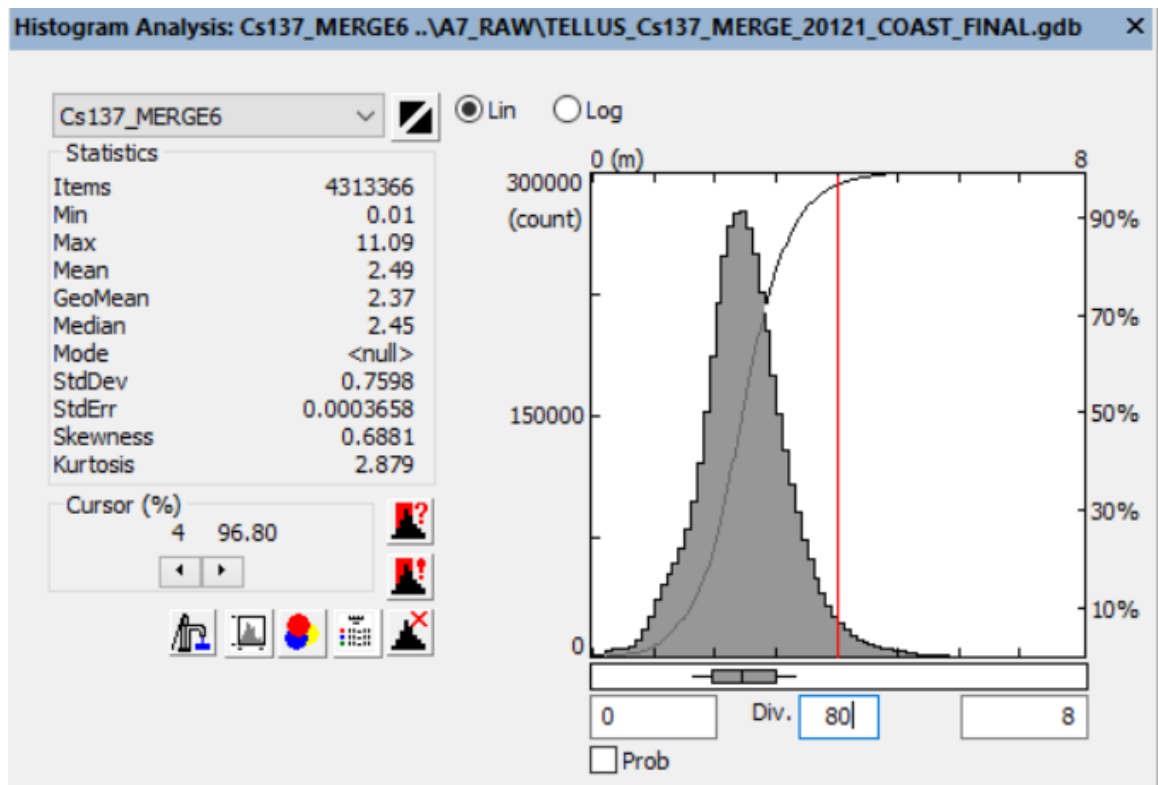 Histogram Analysis: Cs137_MERGE6 ..\A7_RAW\TELLUS_Cs137_MERGE_20121_COAST_FINAL.gdb ×
Cs137_MERGE6
Lin Log
Statistics
Items 4313366
Min 0.01
Max 11.09
Mean 2.49
GeoMean 2.37
Median 2.45
Mode <null>
StdDev 0.7598
StdErr 0.0003658
Skewness 0.6881
Kurtosis 2.879
Cursor (%)
4 96.80
0 (m) 8
300000
(count)
150000
0
90%
70%
50%
30%
10%
0 Div. 80 8
Prob